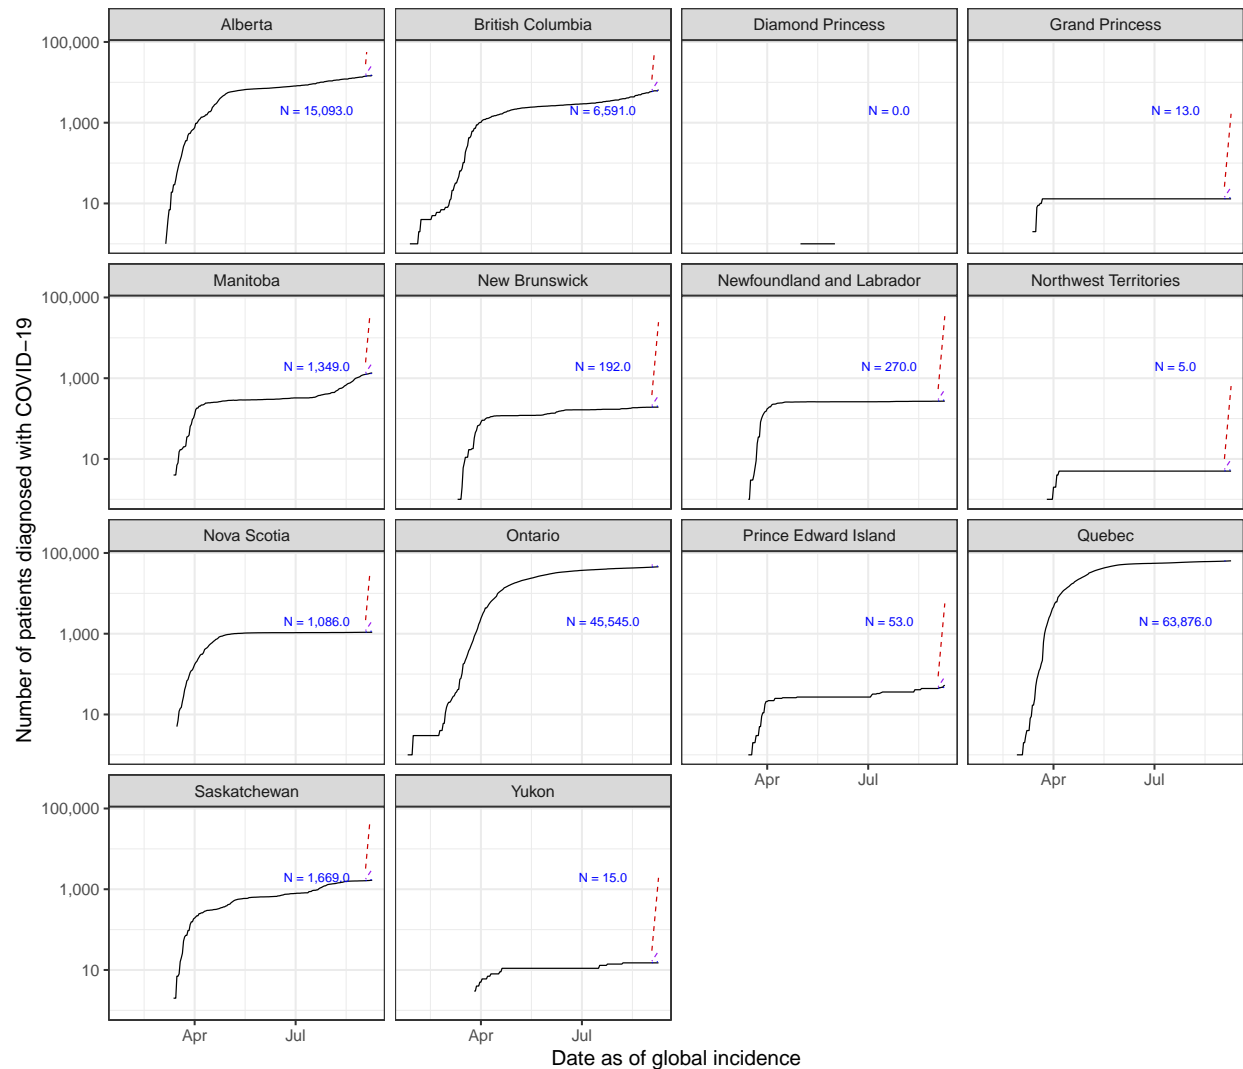 Number of patients diagnosed with COVID−19
Alberta
British Columbia
Diamond Princess
Grand Princess
100,000
1,000
10
N = 15,093.0
N = 6,591.0
N = 0.0
N = 13.0
Manitoba
New Brunswick
Newfoundland and Labrador
Northwest Territories
100,000
1,000
10
N = 1,349.0
N = 192.0
N = 270.0
N = 5.0
Nova Scotia
Ontario
Prince Edward Island
Quebec
100,000
1,000
10
N = 1,086.0
N = 45,545.0
N = 53.0
N = 63,876.0
Apr
Jul
Apr
Jul
Saskatchewan
Yukon
100,000
1,000
10
N = 1,669.0
N = 15.0
Apr
Jul
Apr
Jul
Date as of global incidence